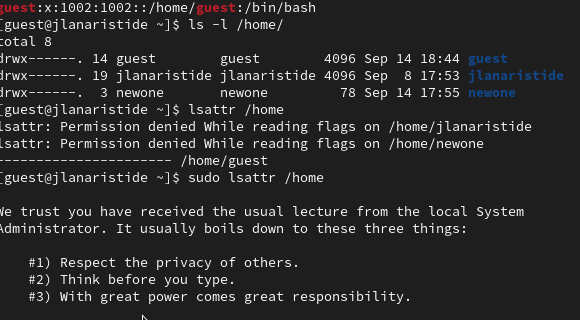 guest:x:1002:1002::/home/guest:/bin/bash
[guest@jlanaristide ~]$ ls -l /home/
total 8
drwx------. 14 guest        guest        4096 Sep 14 18:44 guest
drwx------. 19 jlanaristide jlanaristide 4096 Sep  8 17:53 jlanaristide
drwx------.  3 newone       newone         78 Sep 14 17:55 newone
[guest@jlanaristide ~]$ lsattr /home
lsattr: Permission denied While reading flags on /home/jlanaristide
lsattr: Permission denied While reading flags on /home/newone
---------------------- /home/guest
[guest@jlanaristide ~]$ sudo lsattr /home
We trust you have received the usual lecture from the local System
Administrator. It usually boils down to these three things:
#1) Respect the privacy of others.
#2) Think before you type.
#3) With great power comes great responsibility.